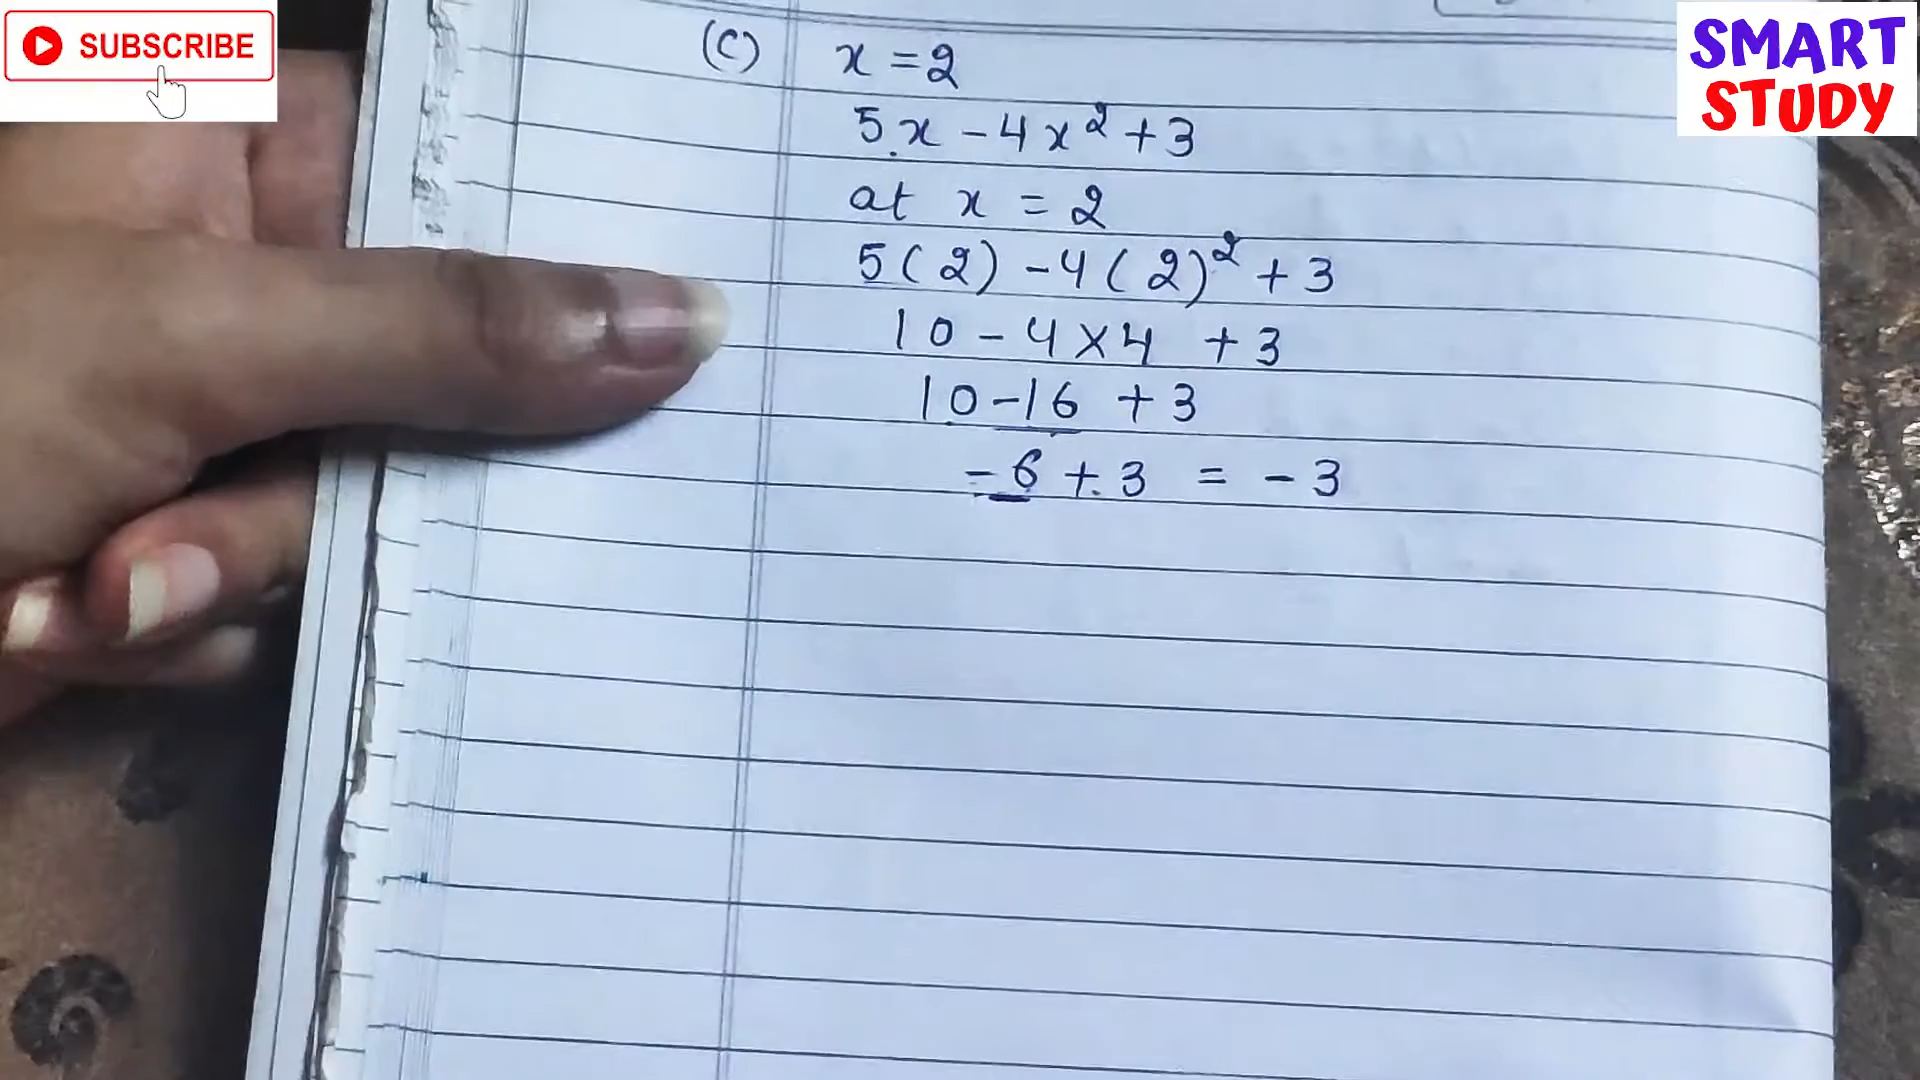 SUBSCRIBE
SMART
STUDY
(c) x = 2
5x - 4x² + 3
at x = 2
5(2) - 4(2)² + 3
10 - 4×4 + 3
10 - 16 + 3
-6 + 3 = -3